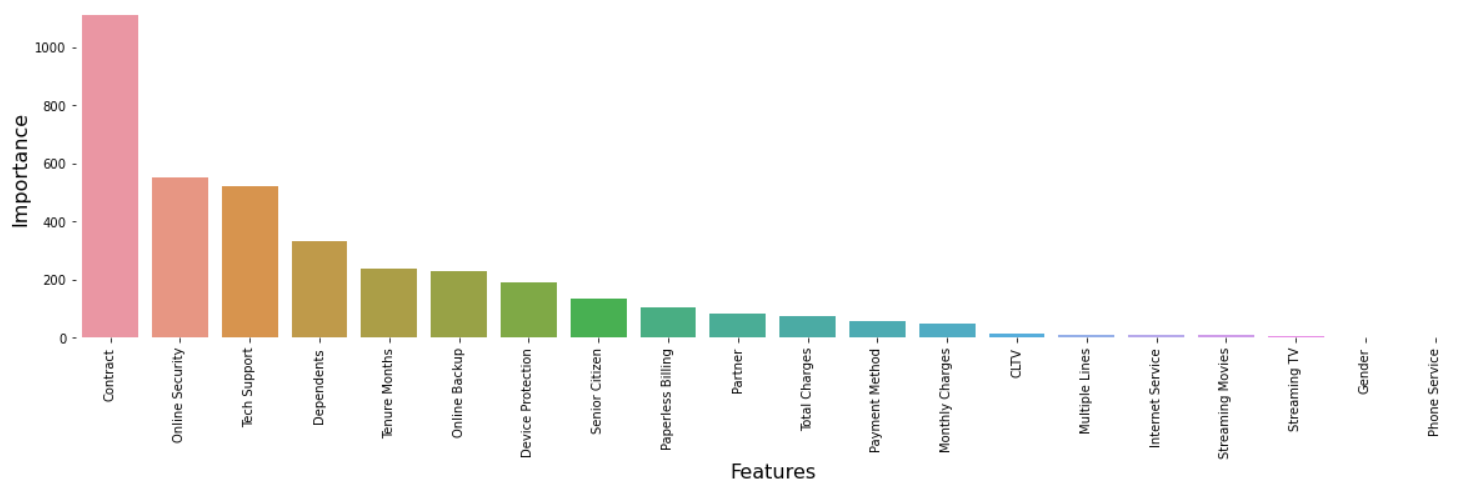 Importance
1000
800
600
400
200
0
Contract
Online Security
Tech Support
Dependents
Tenure Months
Online Backup
Device Protection
Senior Citizen
Paperless Billing
Partner
Total Charges
Payment Method
Monthly Charges
CLTV
Multiple Lines
Internet Service
Streaming Movies
Streaming TV
Gender
Phone Service
Features